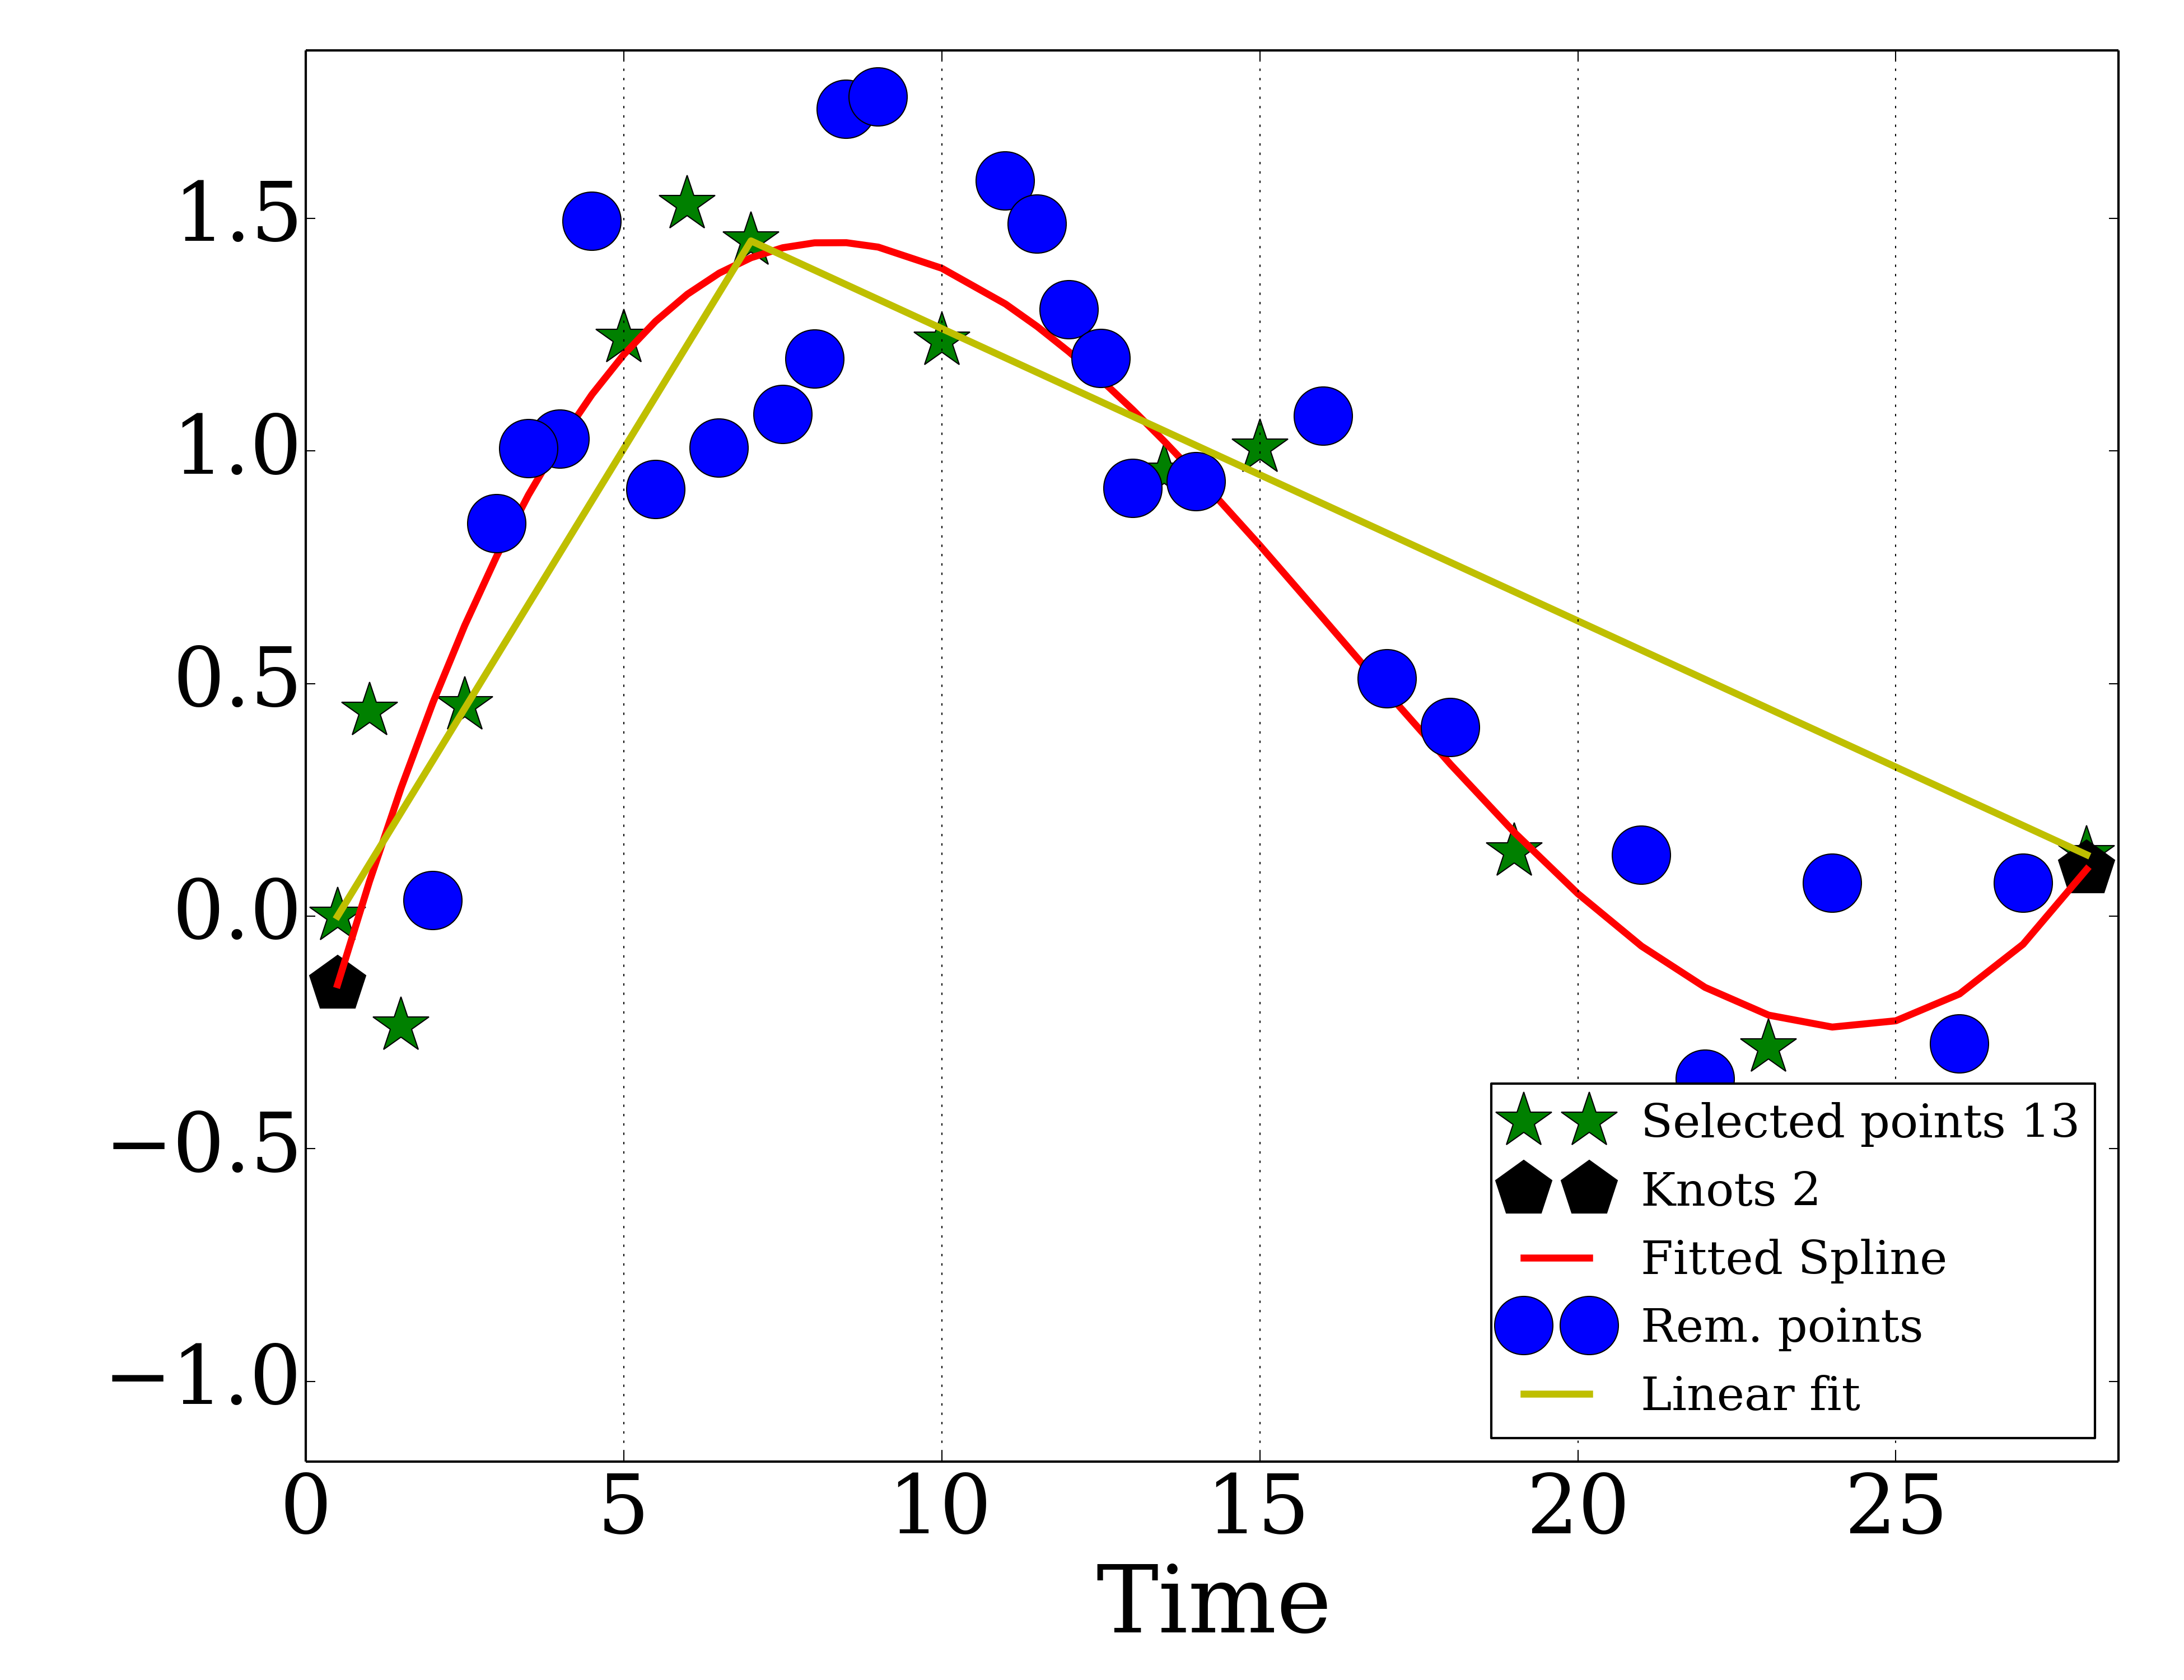 1.5
1.0
0.5
0.0
−0.5
−1.0
Selected points 13
Knots 2
Fitted Spline
Rem. points
Linear fit
0 5 10 15 20 25
Time